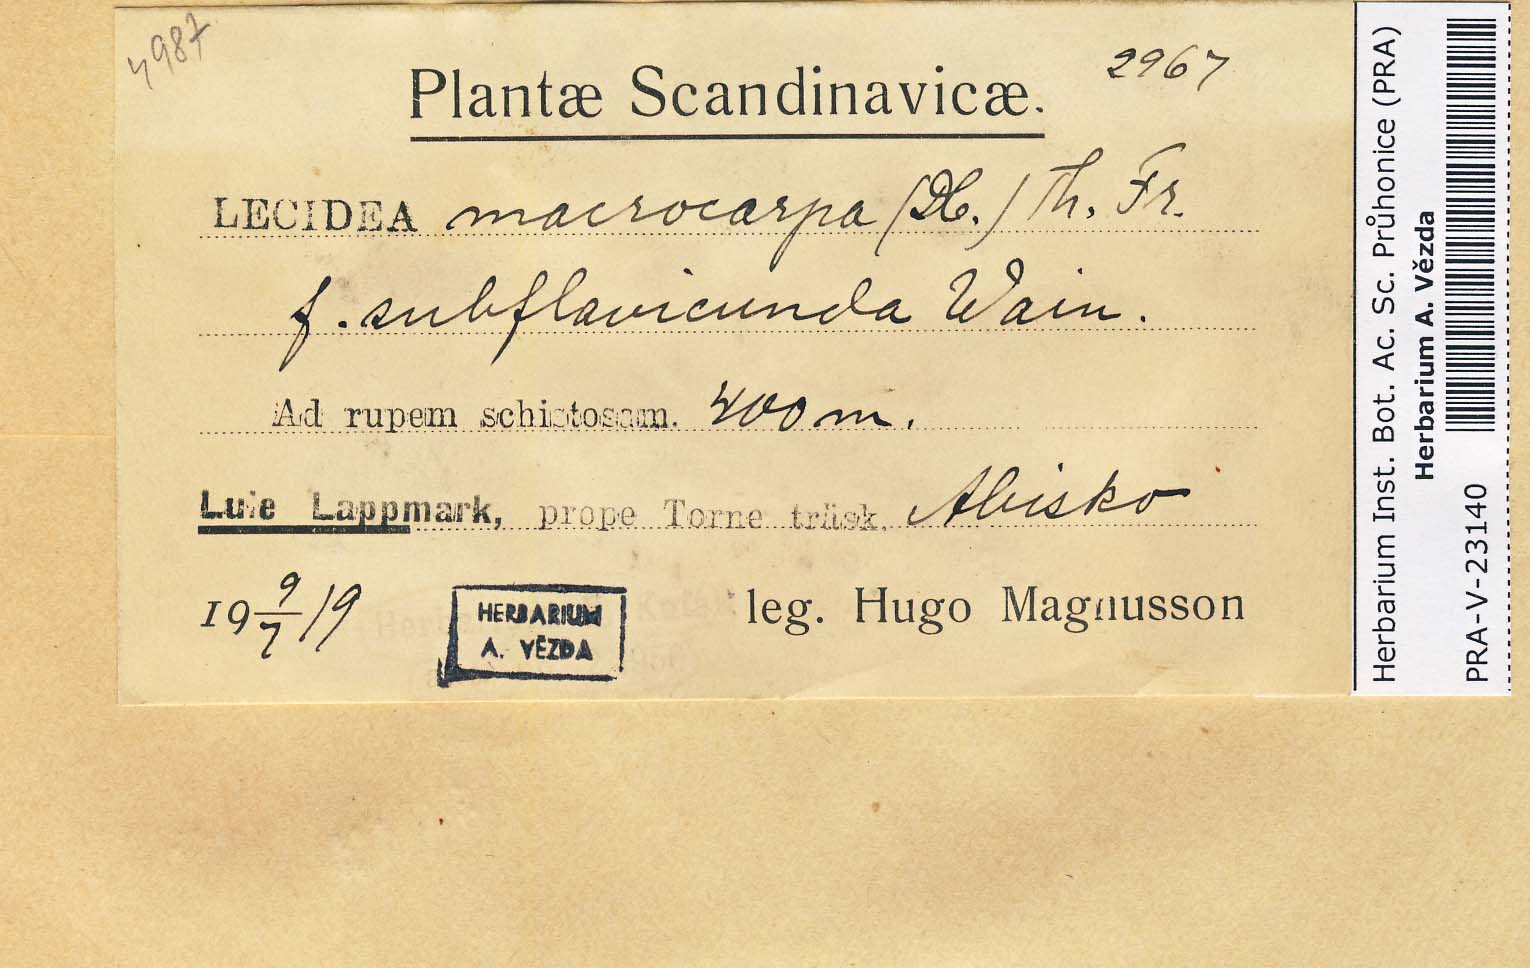 4987
2967
Plantæ Scandinavicæ.
LECIDEA macrocarpa (DC.) Th. Fr.
f. subflavicunda Wain.
Ad rupem schistosam. 400 m.
Lule Lappmark, prope Torne träsk. Abisko
19 9/7 19
HERBARIUM
A. VĚZDA
leg. Hugo Magnusson
Herbarium Inst. Bot. Ac. Sc. Průhonice (PRA)
Herbarium A. Vězda
PRA-V-23140